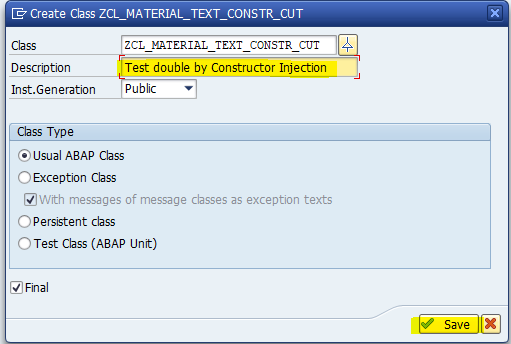 Create Class ZCL_MATERIAL_TEXT_CONSTR_CUT
Class ZCL_MATERIAL_TEXT_CONSTR_CUT
Description Test double by Constructor Injection
Inst.Generation Public
Class Type
Usual ABAP Class
Exception Class
With messages of message classes as exception texts
Persistent class
Test Class (ABAP Unit)
Final
Save